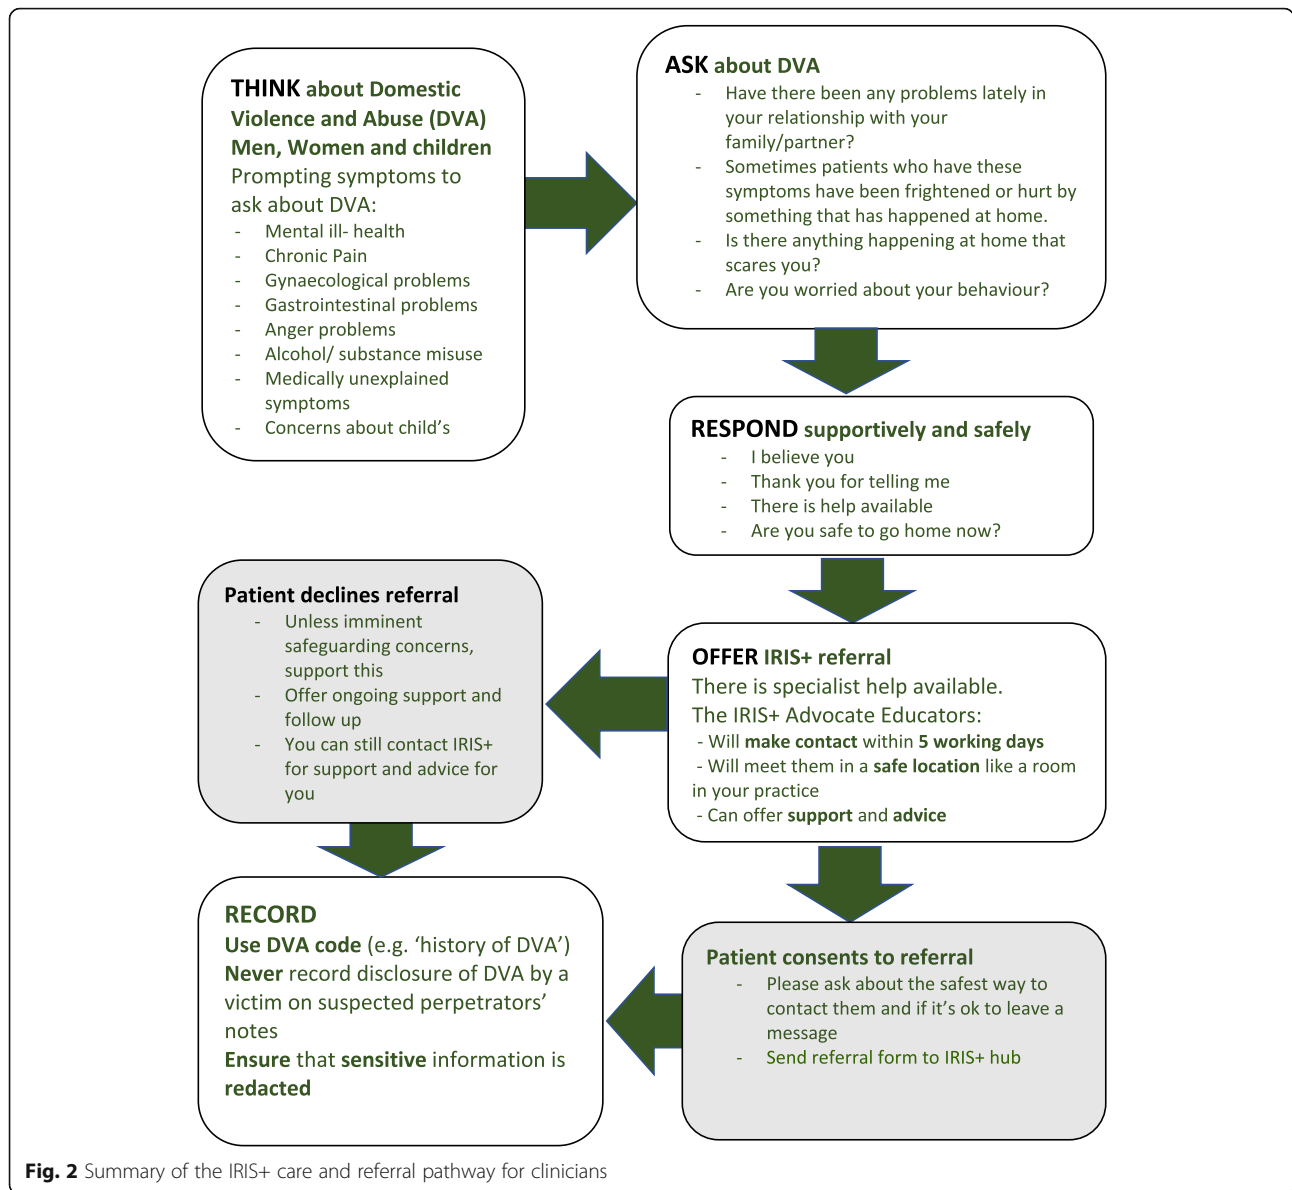 THINK about Domestic
Violence and Abuse (DVA)
Men, Women and children
Prompting symptoms to
ask about DVA:
- Mental ill- health
- Chronic Pain
- Gynaecological problems
- Gastrointestinal problems
- Anger problems
- Alcohol/ substance misuse
- Medically unexplained
symptoms
- Concerns about child's
ASK about DVA
- Have there been any problems lately in
your relationship with your
family/partner?
- Sometimes patients who have these
symptoms have been frightened or hurt by
something that has happened at home.
- Is there anything happening at home that
scares you?
- Are you worried about your behaviour?
RESPOND supportively and safely
- I believe you
- Thank you for telling me
- There is help available
- Are you safe to go home now?
OFFER IRIS+ referral
There is specialist help available.
The IRIS+ Advocate Educators:
- Will make contact within 5 working days
- Will meet them in a safe location like a room
in your practice
- Can offer support and advice
Patient declines referral
- Unless imminent
safeguarding concerns,
support this
- Offer ongoing support and
follow up
- You can still contact IRIS+
for support and advice for
you
Patient consents to referral
- Please ask about the safest way to
contact them and if it's ok to leave a
message
- Send referral form to IRIS+ hub
RECORD
Use DVA code (e.g. 'history of DVA')
Never record disclosure of DVA by a
victim on suspected perpetrators'
notes
Ensure that sensitive information is
redacted
Fig. 2 Summary of the IRIS+ care and referral pathway for clinicians